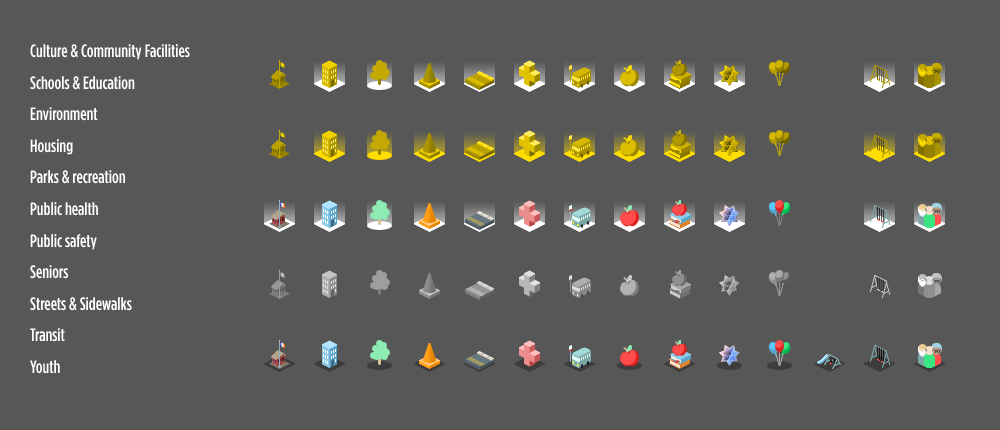 Culture & Community Facilities
Schools & Education
Environment
Housing
Parks & recreation
Public health
Public safety
Seniors
Streets & Sidewalks
Transit
Youth